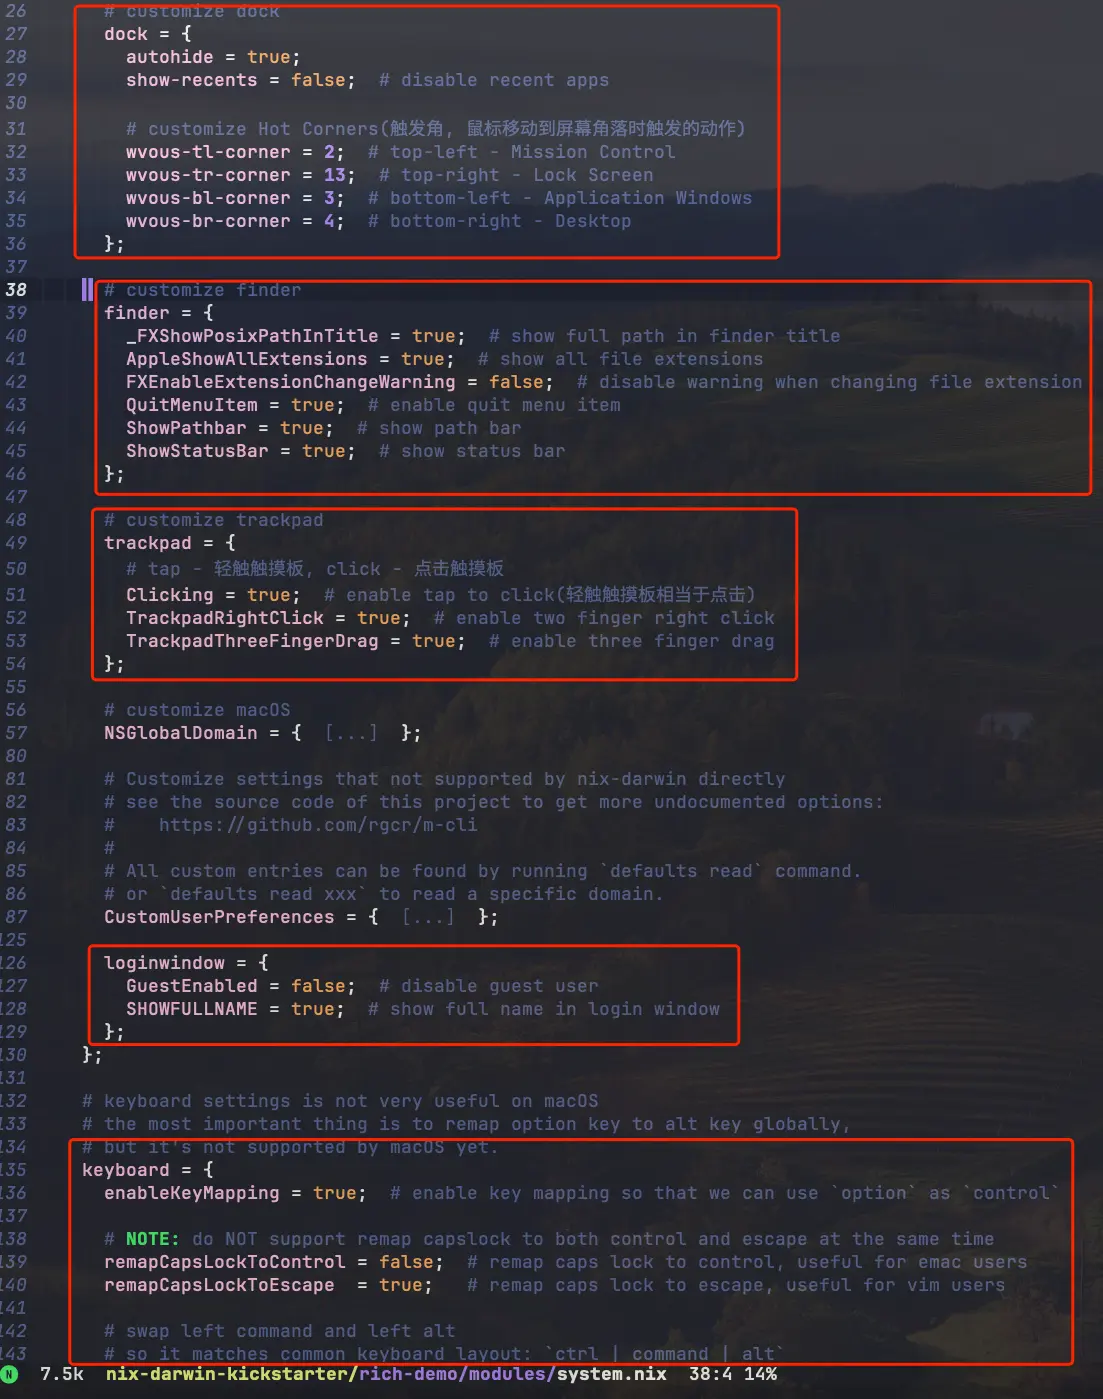 26 # customize dock
27 dock = {
28 autohide = true;
29 show-recents = false; # disable recent apps
30
31 # customize Hot Corners(触发角, 鼠标移动到屏幕角落时触发的动作)
32 wvous-tl-corner = 2; # top-left - Mission Control
33 wvous-tr-corner = 13; # top-right - Lock Screen
34 wvous-bl-corner = 3; # bottom-left - Application Windows
35 wvous-br-corner = 4; # bottom-right - Desktop
36 };
37
38 # customize finder
39 finder = {
40 _FXShowPosixPathInTitle = true; # show full path in finder title
41 AppleShowAllExtensions = true; # show all file extensions
42 FXEnableExtensionChangeWarning = false; # disable warning when changing file extension
43 QuitMenuItem = true; # enable quit menu item
44 ShowPathbar = true; # show path bar
45 ShowStatusBar = true; # show status bar
46 };
47
48 # customize trackpad
49 trackpad = {
50 # tap - 轻触触摸板, click - 点击触摸板
51 Clicking = true; # enable tap to click(轻触触摸板相当于点击)
52 TrackpadRightClick = true; # enable two finger right click
53 TrackpadThreeFingerDrag = true; # enable three finger drag
54 };
55
56 # customize macOS
57 NSGlobalDomain = { [...] };
80
81 # Customize settings that not supported by nix-darwin directly
82 # see the source code of this project to get more undocumented options:
83 # https://github.com/rgcr/m-cli
84 #
85 # All custom entries can be found by running `defaults read` command.
86 # or `defaults read xxx` to read a specific domain.
87 CustomUserPreferences = { [...] };
125
126 loginwindow = {
127 GuestEnabled = false; # disable guest user
128 SHOWFULLNAME = true; # show full name in login window
129 };
130 };
131
132 # keyboard settings is not very useful on macOS
133 # the most important thing is to remap option key to alt key globally,
134 # but it's not supported by macOS yet.
135 keyboard = {
136 enableKeyMapping = true; # enable key mapping so that we can use `option` as `control`
137
138 # NOTE: do NOT support remap capslock to both control and escape at the same time
139 remapCapsLockToControl = false; # remap caps lock to control, useful for emac users
140 remapCapsLockToEscape = true; # remap caps lock to escape, useful for vim users
141
142 # swap left command and left alt
143 # so it matches common keyboard layout: `ctrl | command | alt`
N 7.5k nix-darwin-kickstarter/rich-demo/modules/system.nix 38:4 14%